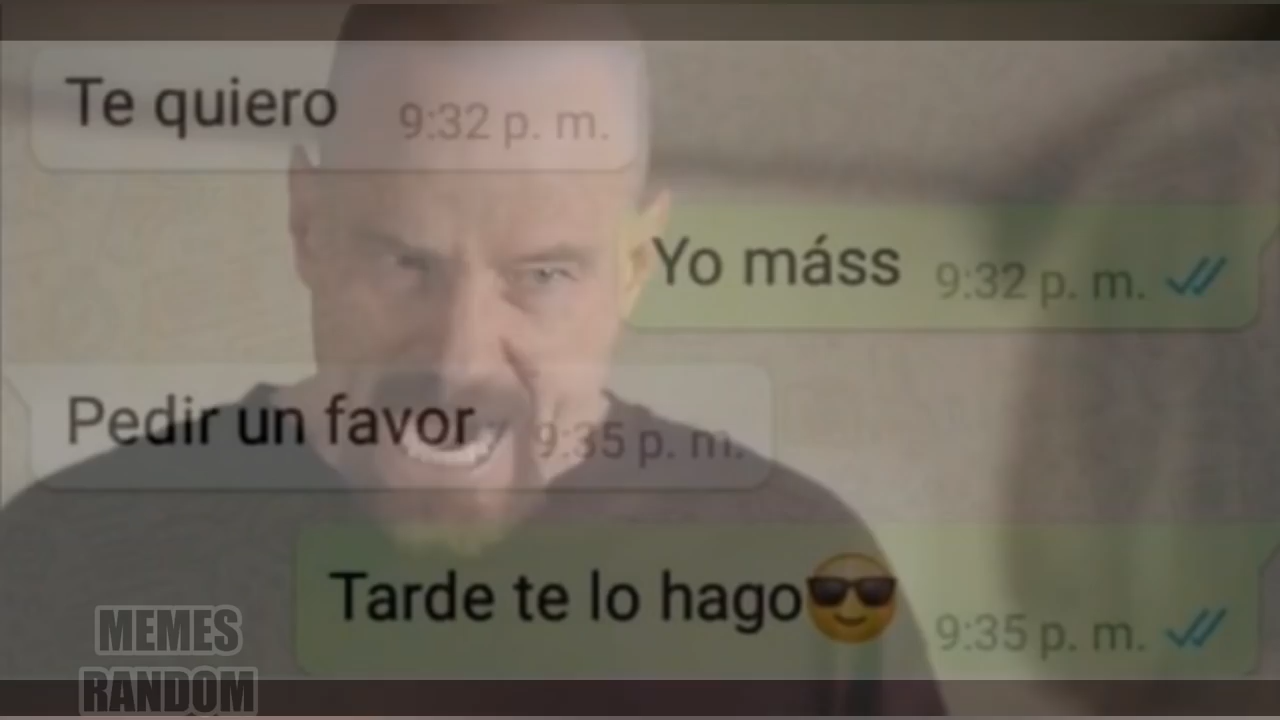 Te quiero 9:32 p. m.
Yo máss 9:32 p. m.
Pedir un favor 9:35 p. m.
Tarde te lo hago😎 9:35 p. m.
MEMES
RANDOM